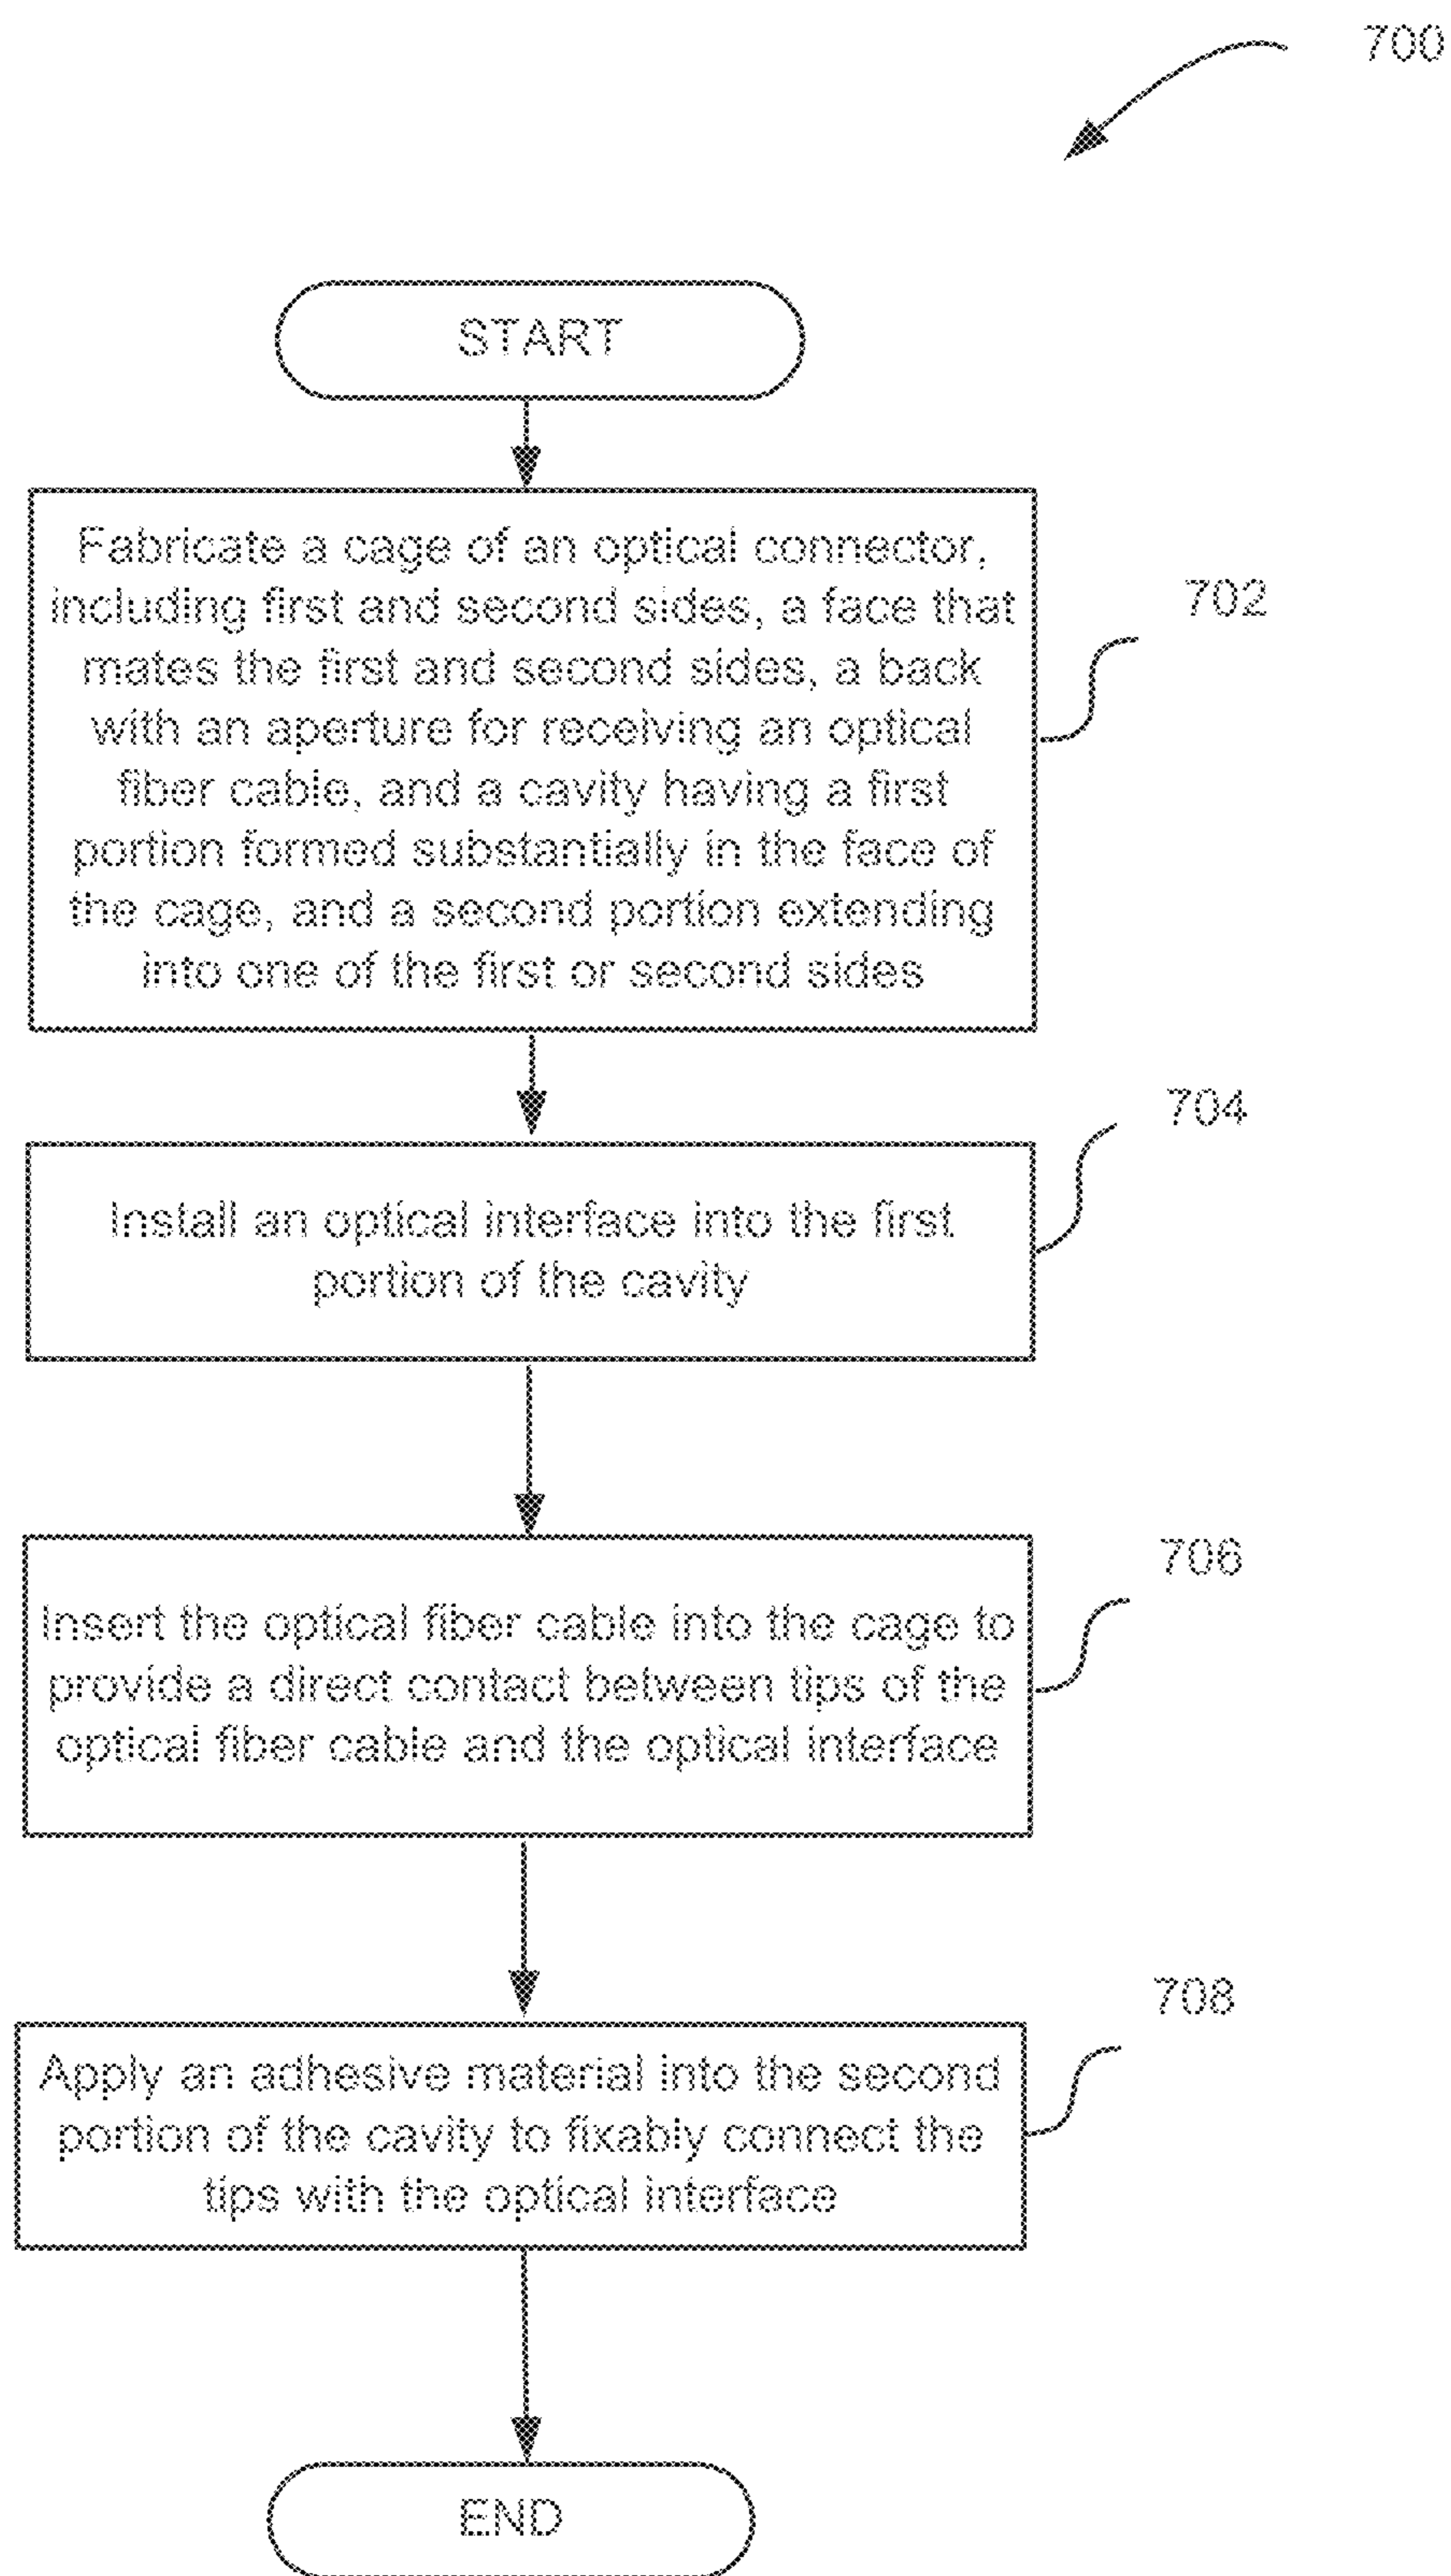 700
START
Fabricate a cage of an optical connector,
including first and second sides, a face that
mates the first and second sides, a back
with an aperture for receiving an optical
fiber cable, and a cavity having a first
portion formed substantially in the face of
the cage, and a second portion extending
into one of the first or second sides
702
Install an optical interface into the first
portion of the cavity
704
Insert the optical fiber cable into the cage to
provide a direct contact between tips of the
optical fiber cable and the optical interface
706
Apply an adhesive material into the second
portion of the cavity to fixably connect the
tips with the optical interface
708
END